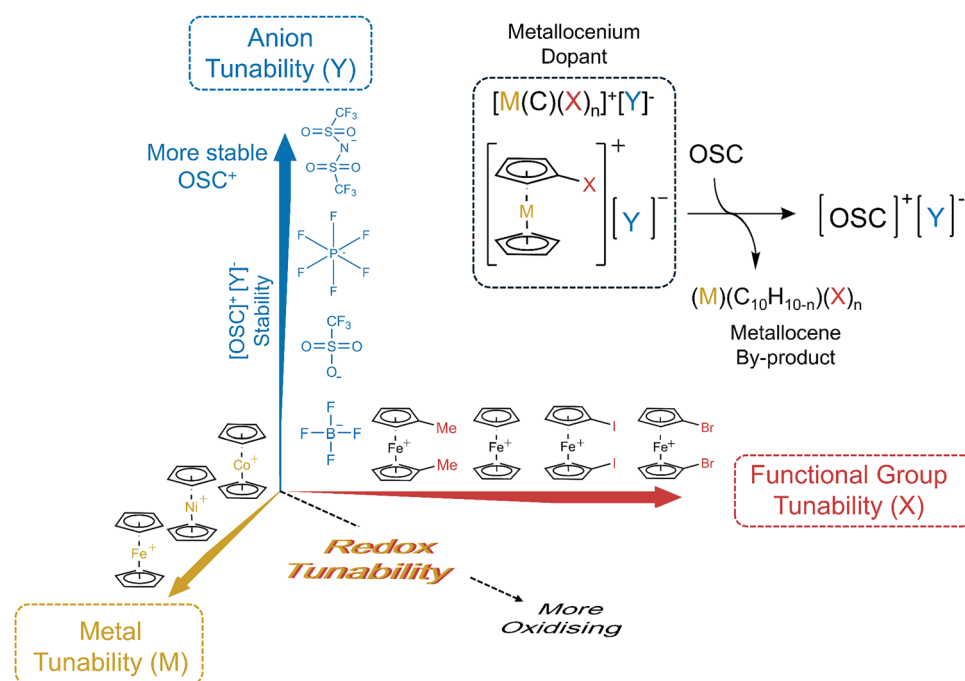 Anion
Tunability (Y)
More stable
OSC⁺
[OSC]⁺[Y]⁻
Stability
CF₃
O=S=O
N⁻
O=S=O
CF₃
F
F F
P⁻
F F
F
CF₃
O=S=O
O⁻
F
F-B⁻-F
F
Metallocenium
Dopant
[M(C)(X)ₙ]⁺[Y]⁻
+
X
M
[Y]⁻
OSC
[OSC]⁺[Y]⁻
(M)(C₁₀H₁₀₋ₙ)(X)ₙ
Metallocene
By-product
Me
Fe⁺
Me
Fe⁺
I
Fe⁺
I
Br
Fe⁺
Br
Functional Group
Tunability (X)
Co⁺
Ni⁺
Fe⁺
Metal
Tunability (M)
Redox
Tunability
More
Oxidising